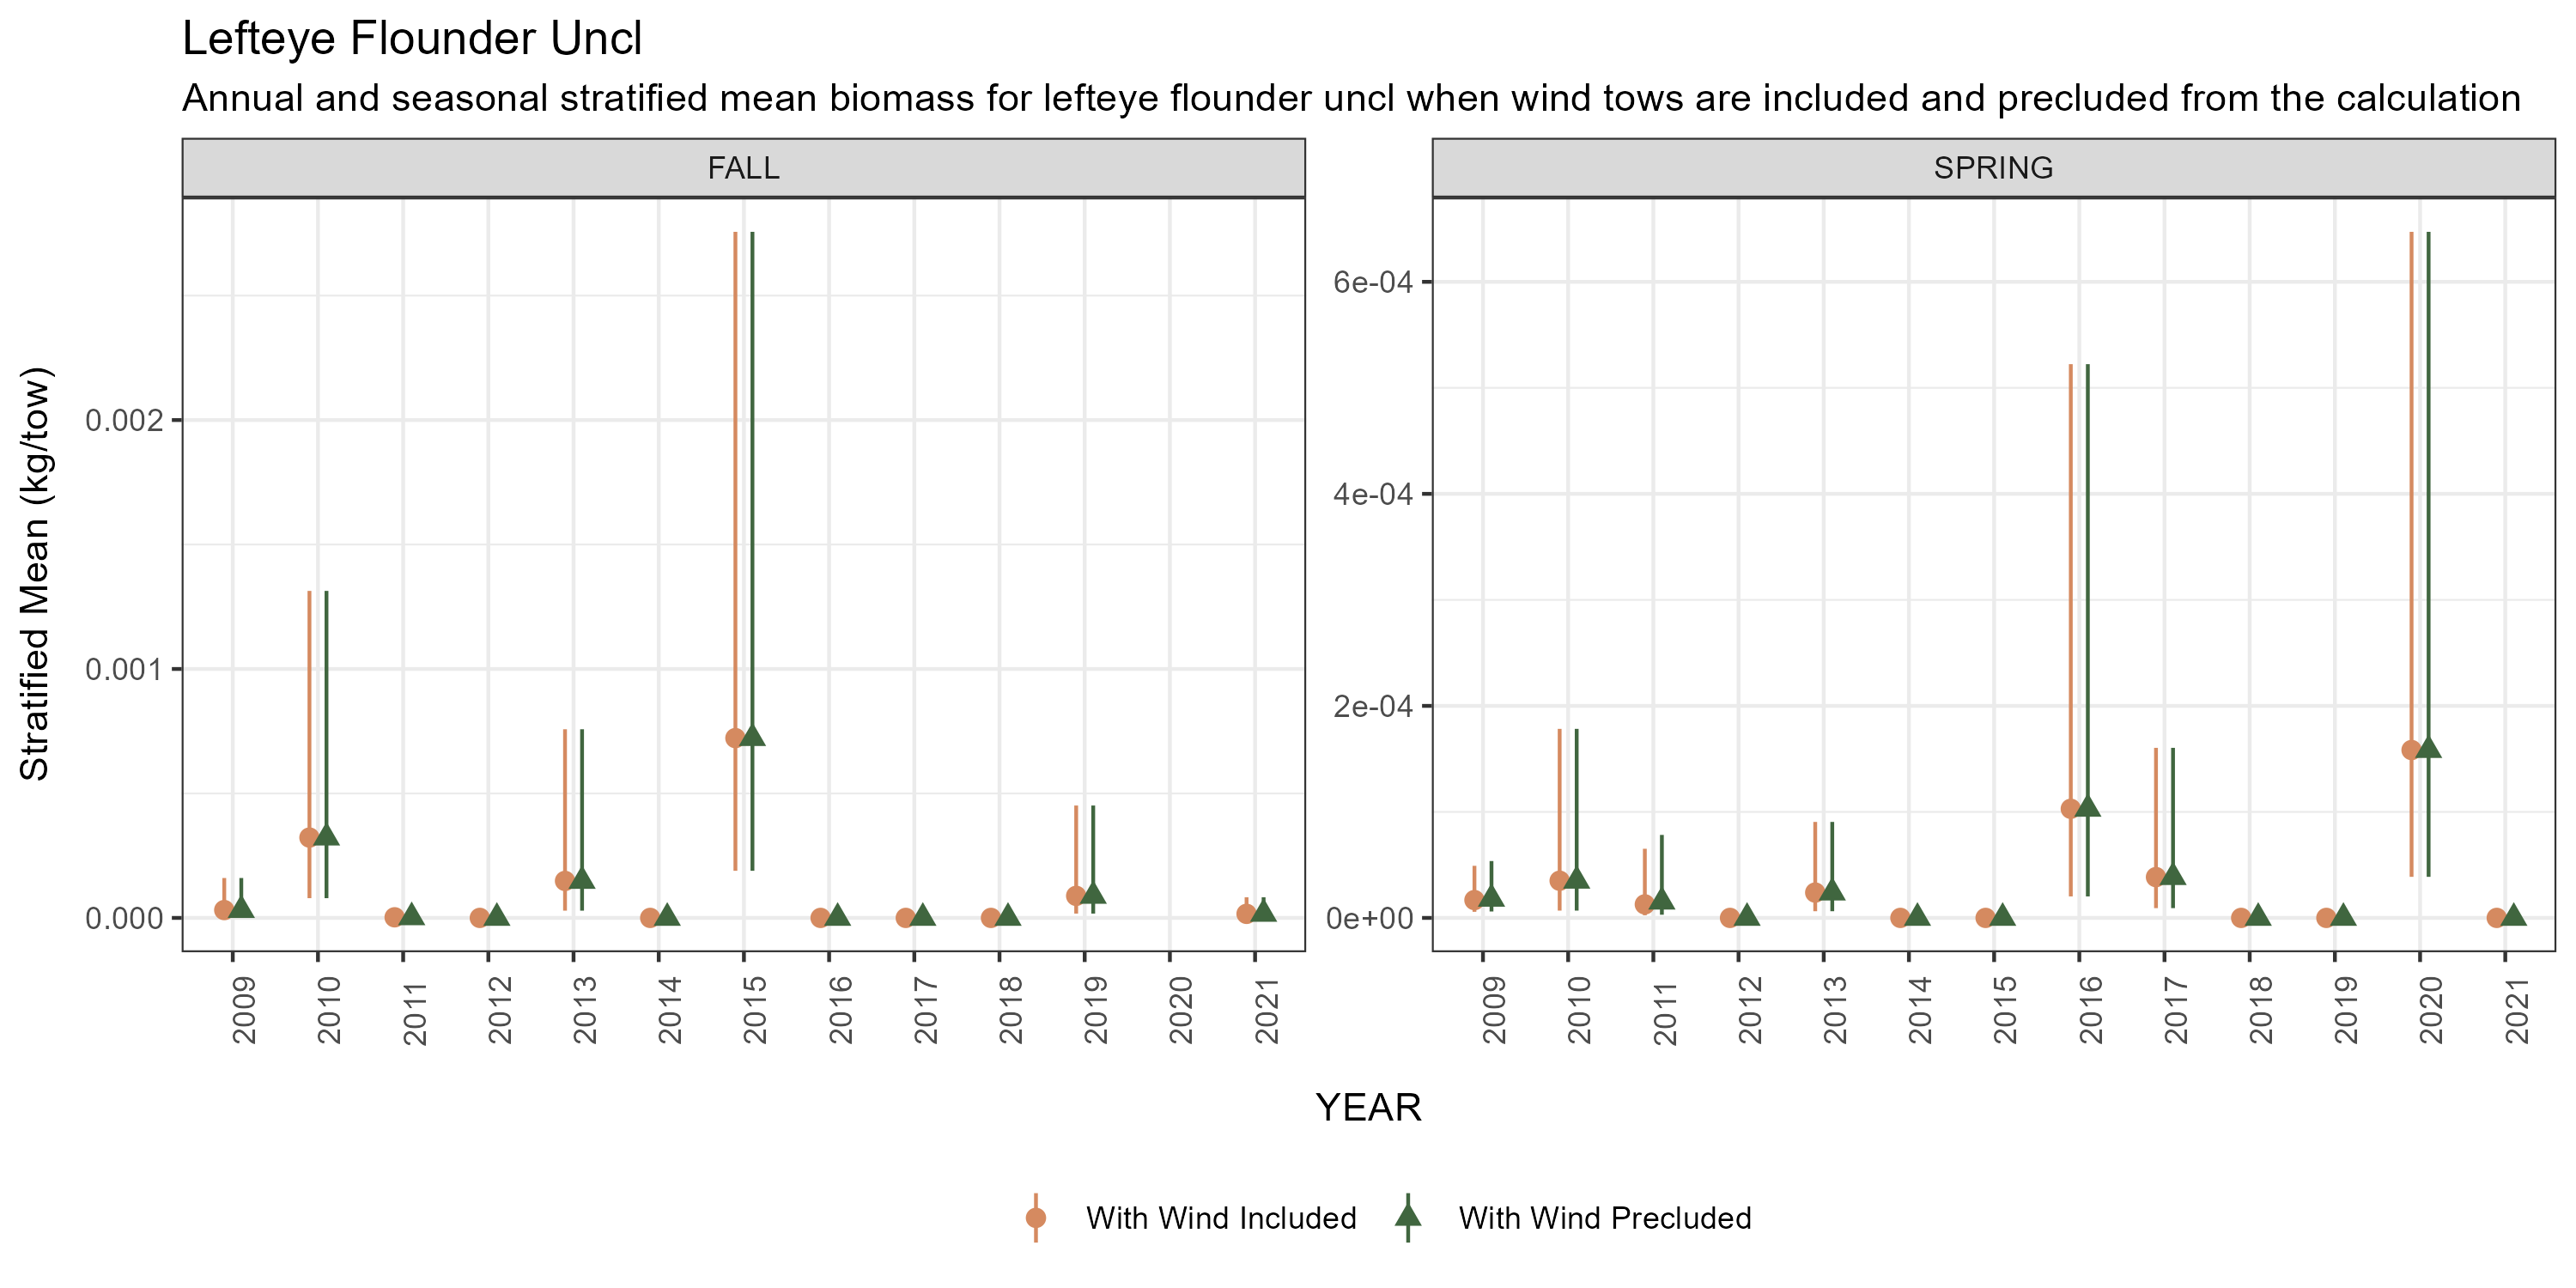 Lefteye Flounder Uncl
Annual and seasonal stratified mean biomass for lefteye flounder uncl when wind tows are included and precluded from the calculation
FALL
SPRING
Stratified Mean (kg/tow)
0.002
0.001
0.000
6e-04
4e-04
2e-04
0e+00
2009 2010 2011 2012 2013 2014 2015 2016 2017 2018 2019 2020 2021
2009 2010 2011 2012 2013 2014 2015 2016 2017 2018 2019 2020 2021
YEAR
With Wind Included With Wind Precluded